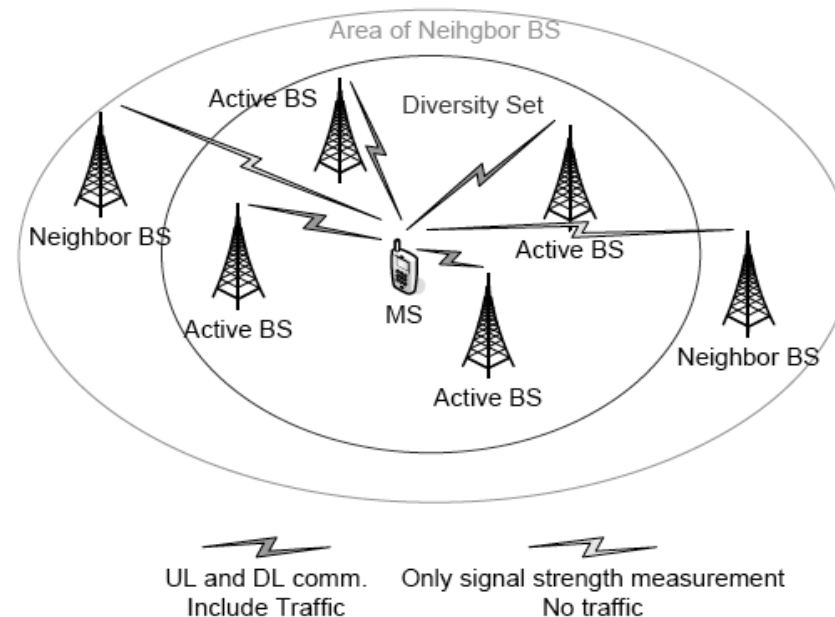 Area of Neihgbor BS
Active BS
Diversity Set
Neighbor BS
Active BS
Active BS
MS
Neighbor BS
Active BS
UL and DL comm.
Include Traffic
Only signal strength measurement
No traffic